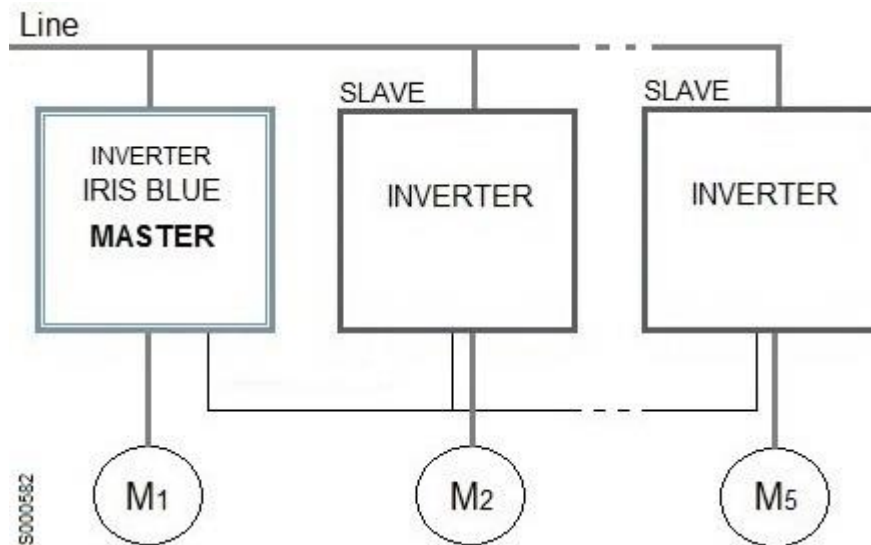 Line
SLAVE
SLAVE
INVERTER
IRIS BLUE
MASTER
INVERTER
INVERTER
M1
M2
M5
S000582